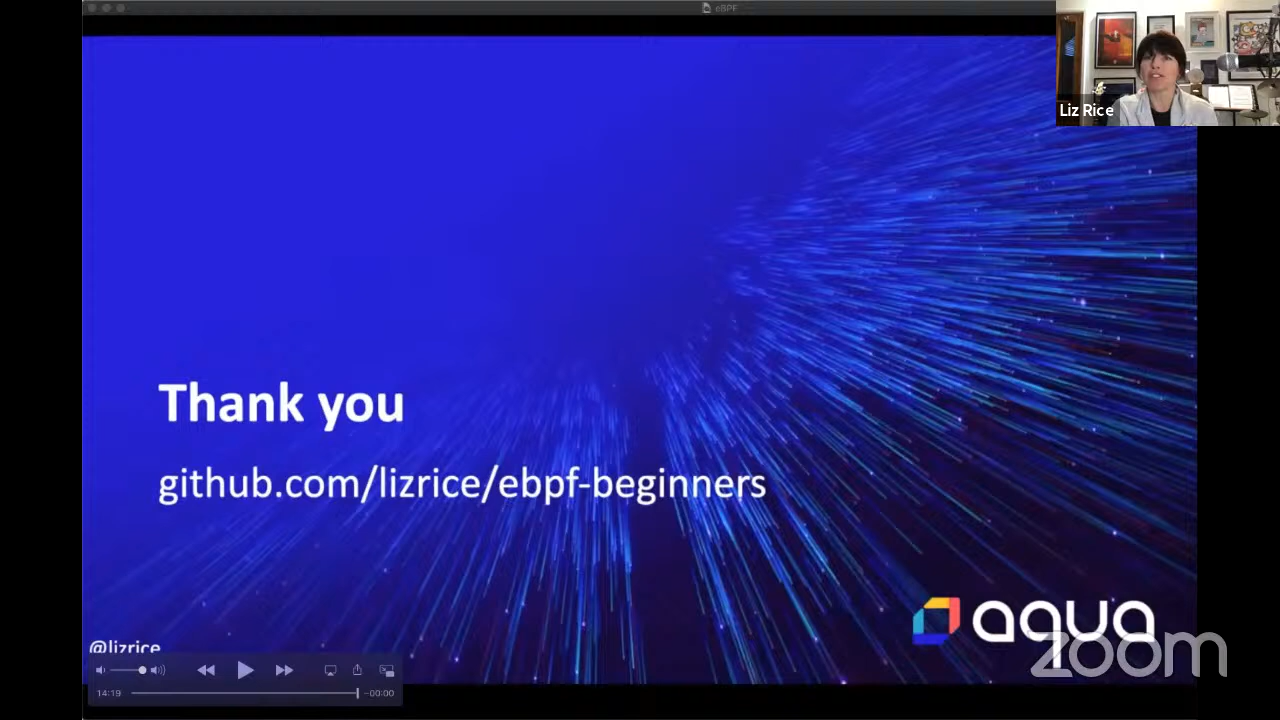 eBPF
Liz Rice
Thank you
github.com/lizrice/ebpf-beginners
aqua
zoom
@lizrice
14:19
-00:00